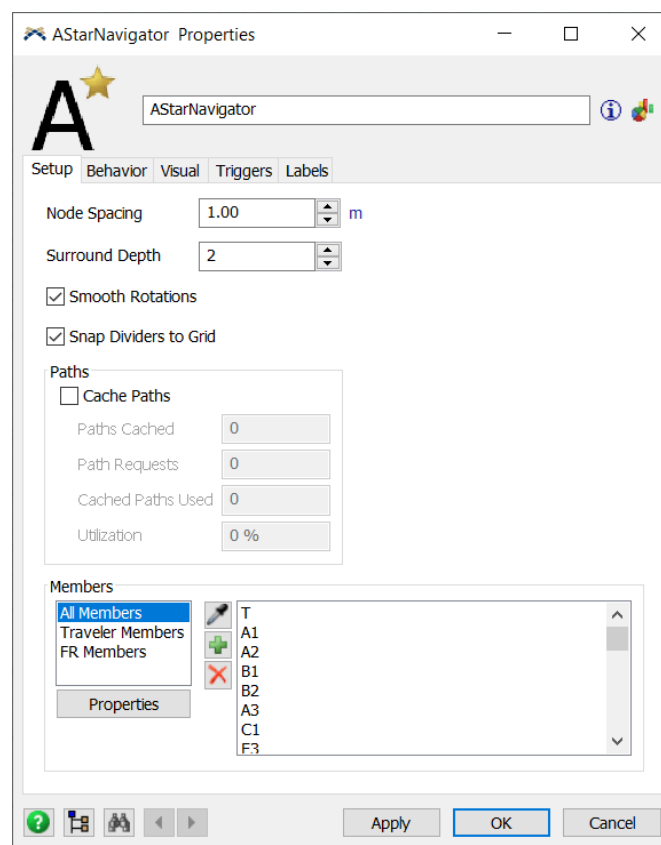 AStarNavigator Properties
A
AStarNavigator
Setup Behavior Visual Triggers Labels
Node Spacing 1.00 m
Surround Depth 2
Smooth Rotations
Snap Dividers to Grid
Paths
Cache Paths
Paths Cached 0
Path Requests 0
Cached Paths Used 0
Utilization 0 %
Members
All Members
Traveler Members
FR Members
Properties
T
A1
A2
B1
B2
A3
C1
E3
Apply OK Cancel